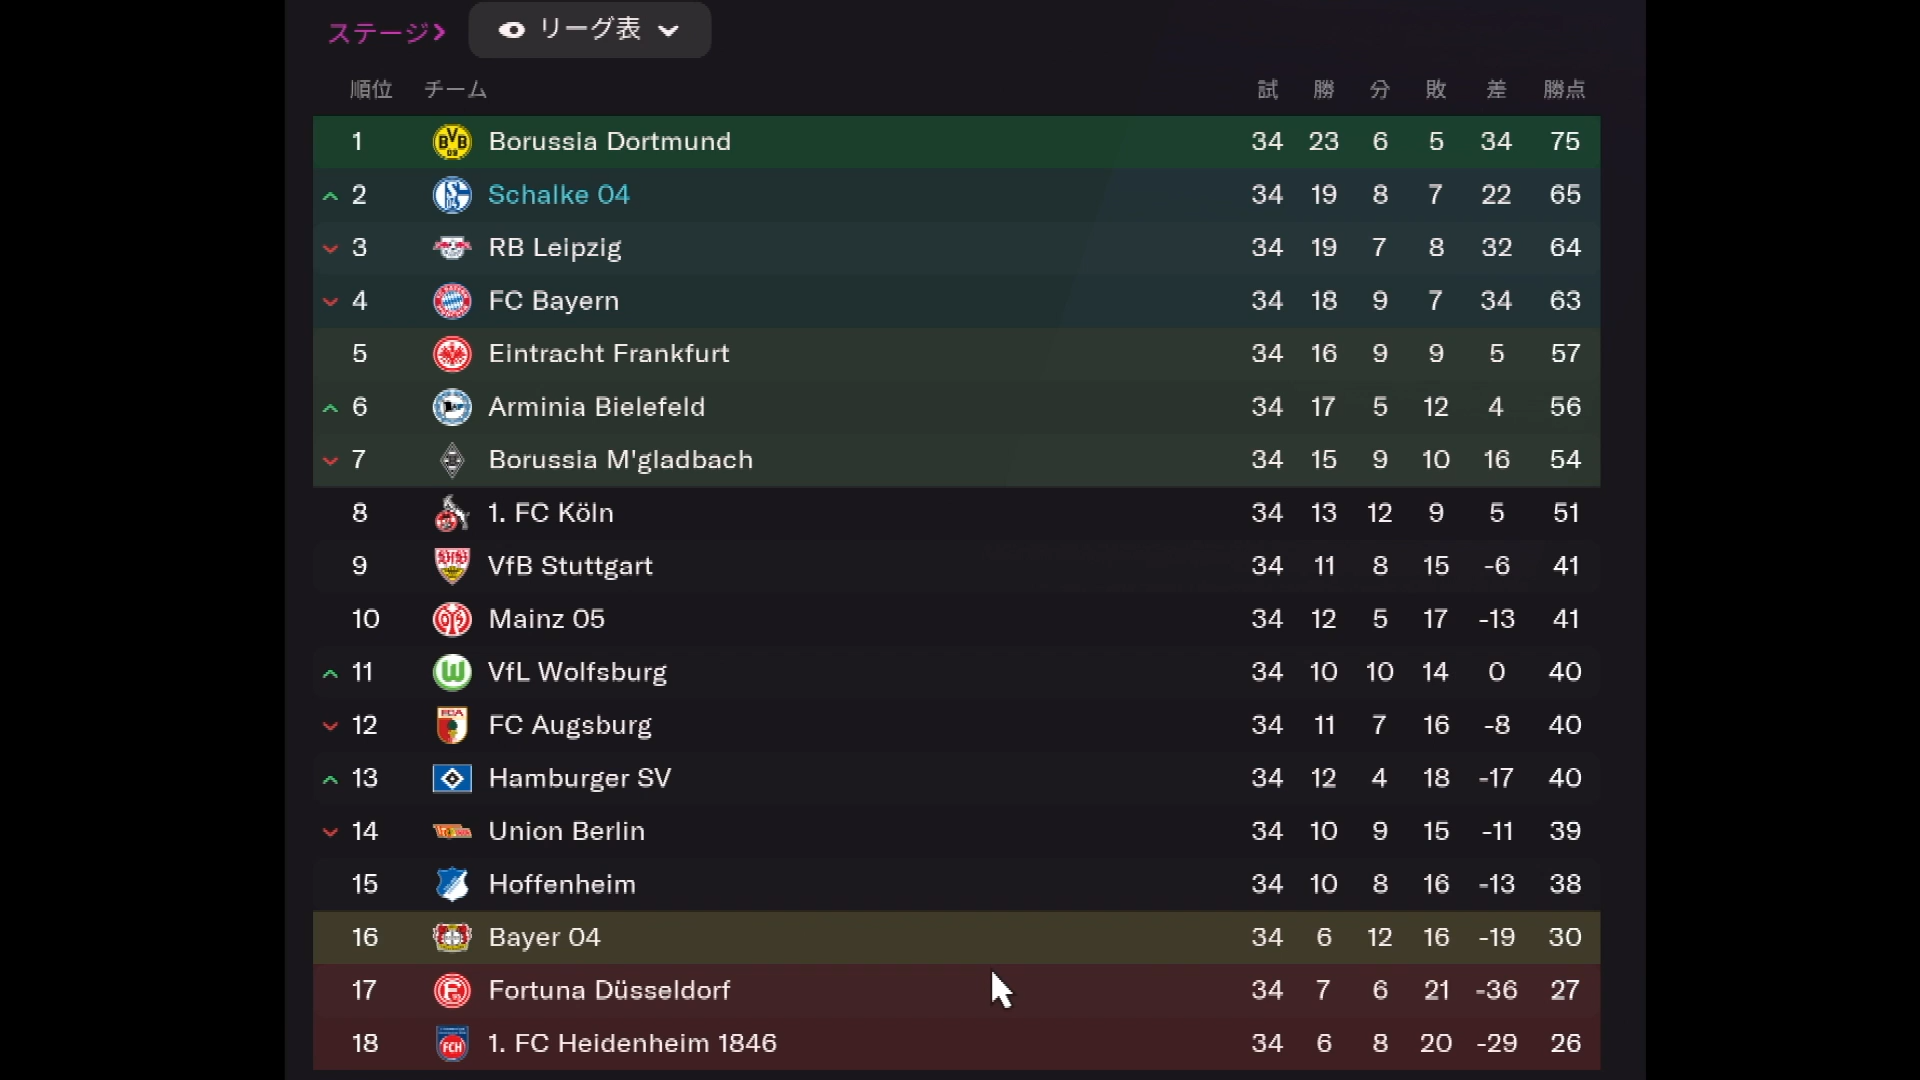 ステージ
リーグ表
順位 チーム 試 勝 分 敗 差 勝点
1 BVB 09 Borussia Dortmund 34 23 6 5 34 75
2 Schalke 04 34 19 8 7 22 65
3 RB Leipzig 34 19 7 8 32 64
4 FC Bayern 34 18 9 7 34 63
5 Eintracht Frankfurt 34 16 9 9 5 57
6 Arminia Bielefeld 34 17 5 12 4 56
7 Borussia M'gladbach 34 15 9 10 16 54
8 1. FC Köln 34 13 12 9 5 51
9 VfB Stuttgart 34 11 8 15 -6 41
10 Mainz 05 34 12 5 17 -13 41
11 W VfL Wolfsburg 34 10 10 14 0 40
12 FCA FC Augsburg 34 11 7 16 -8 40
13 Hamburger SV 34 12 4 18 -17 40
14 Union Berlin 34 10 9 15 -11 39
15 Hoffenheim 34 10 8 16 -13 38
16 Bayer 04 34 6 12 16 -19 30
17 F95 Fortuna Düsseldorf 34 7 6 21 -36 27
18 FCH 1. FC Heidenheim 1846 34 6 8 20 -29 26